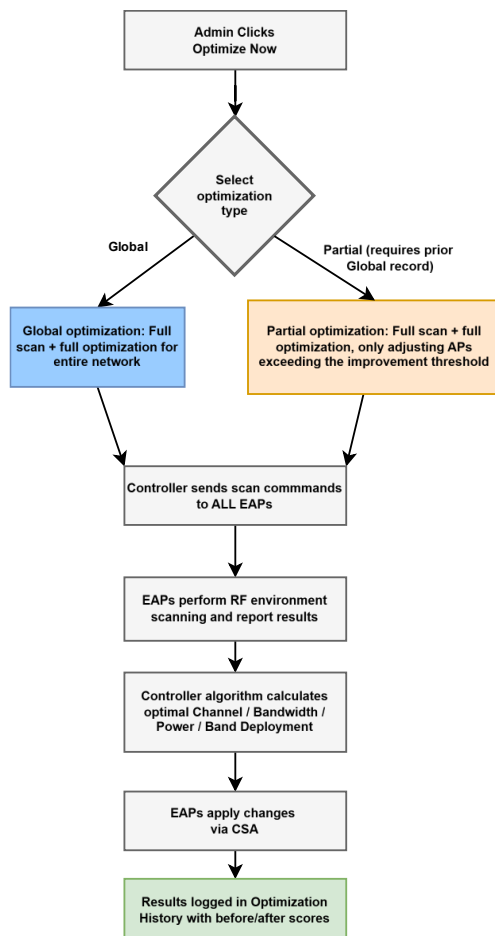 Admin Clicks
Optimize Now
Select
optimization
type
Global
Partial (requires prior
Global record)
Global optimization: Full
scan + full optimization for
entire network
Partial optimization: Full scan + full
optimization, only adjusting APs
exceeding the improvement threshold
Controller sends scan commmands
to ALL EAPs
EAPs perform RF environment
scanning and report results
Controller algorithm calculates
optimal Channel / Bandwidth /
Power / Band Deployment
EAPs apply changes
via CSA
Results logged in Optimization
History with before/after scores